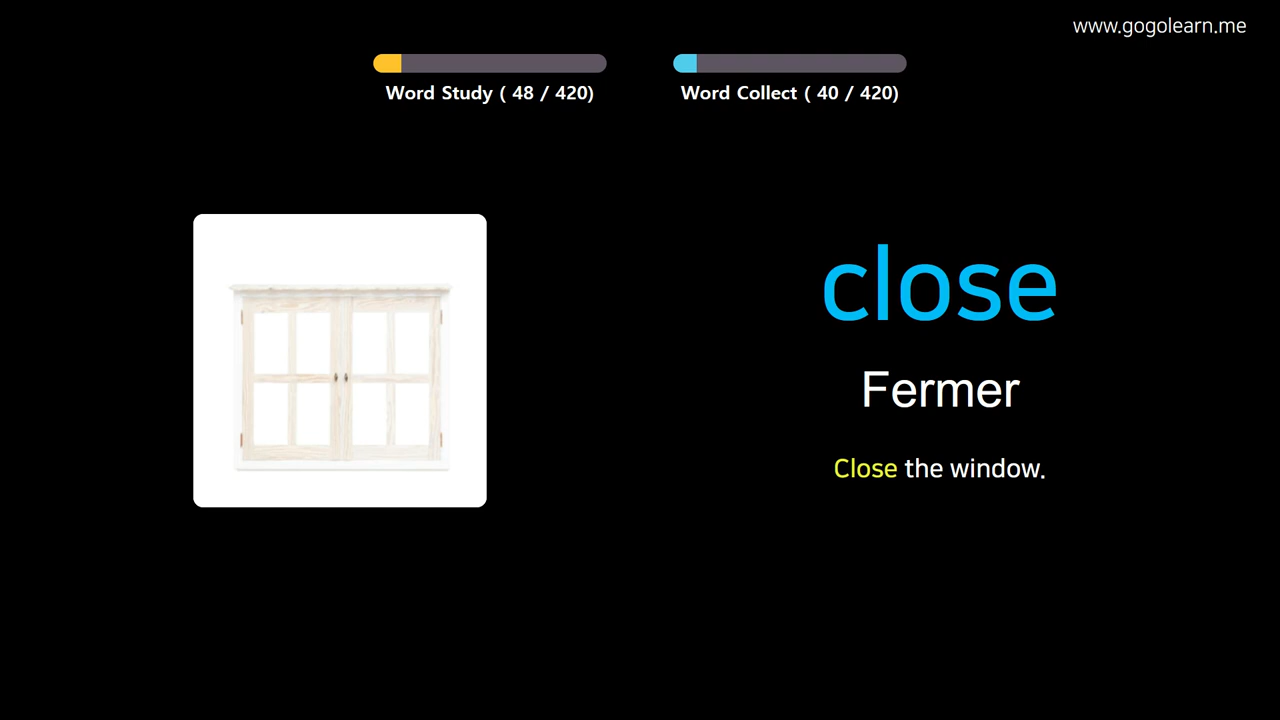 www.gogolearn.me
Word Study ( 48 / 420)
Word Collect ( 40 / 420)
close
Fermer
Close the window.